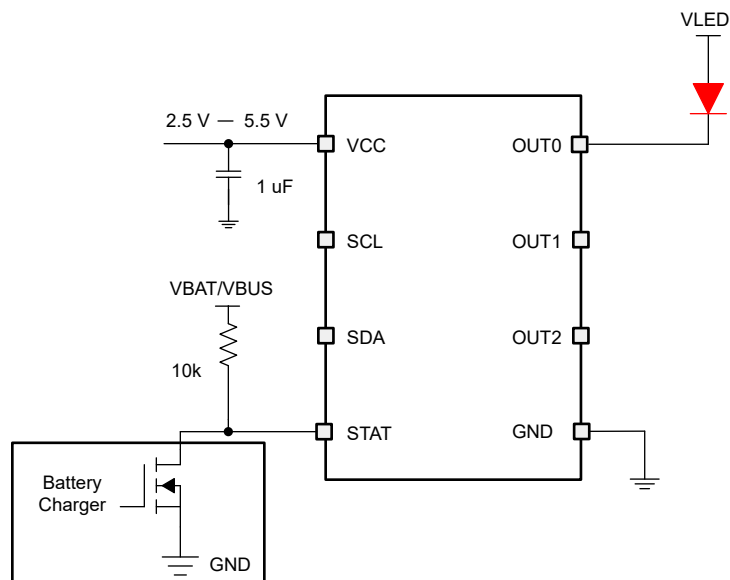 VLED
2.5 V — 5.5 V
VCC
OUT0
1 uF
SCL
OUT1
VBAT/VBUS
SDA
OUT2
10k
STAT
GND
Battery
Charger
GND